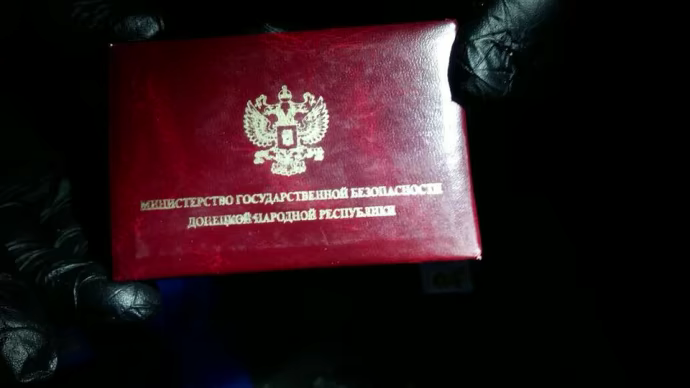 МИНИСТЕРСТВО ГОСУДАРСТВЕННОЙ БЕЗОПАСНОСТИ
ДОНЕЦКОЙ НАРОДНОЙ РЕСПУБЛИКИ